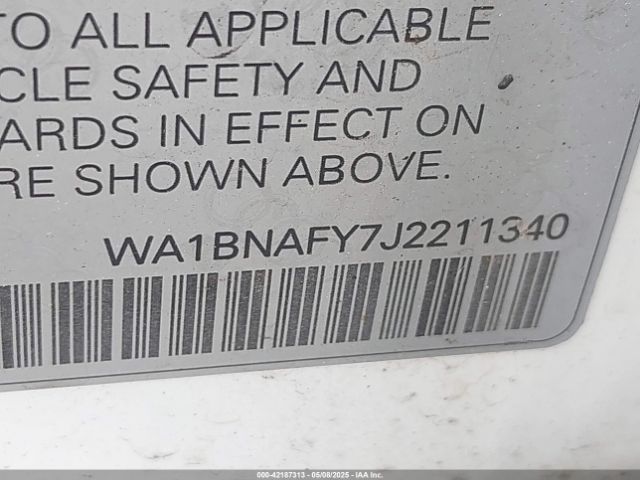 TO ALL APPLICABLE
CLE SAFETY AND
ARDS IN EFFECT ON
RE SHOWN ABOVE.
WA1BNAFY7J2211340
000-42187313 - 05/08/2025 - IAA Inc.